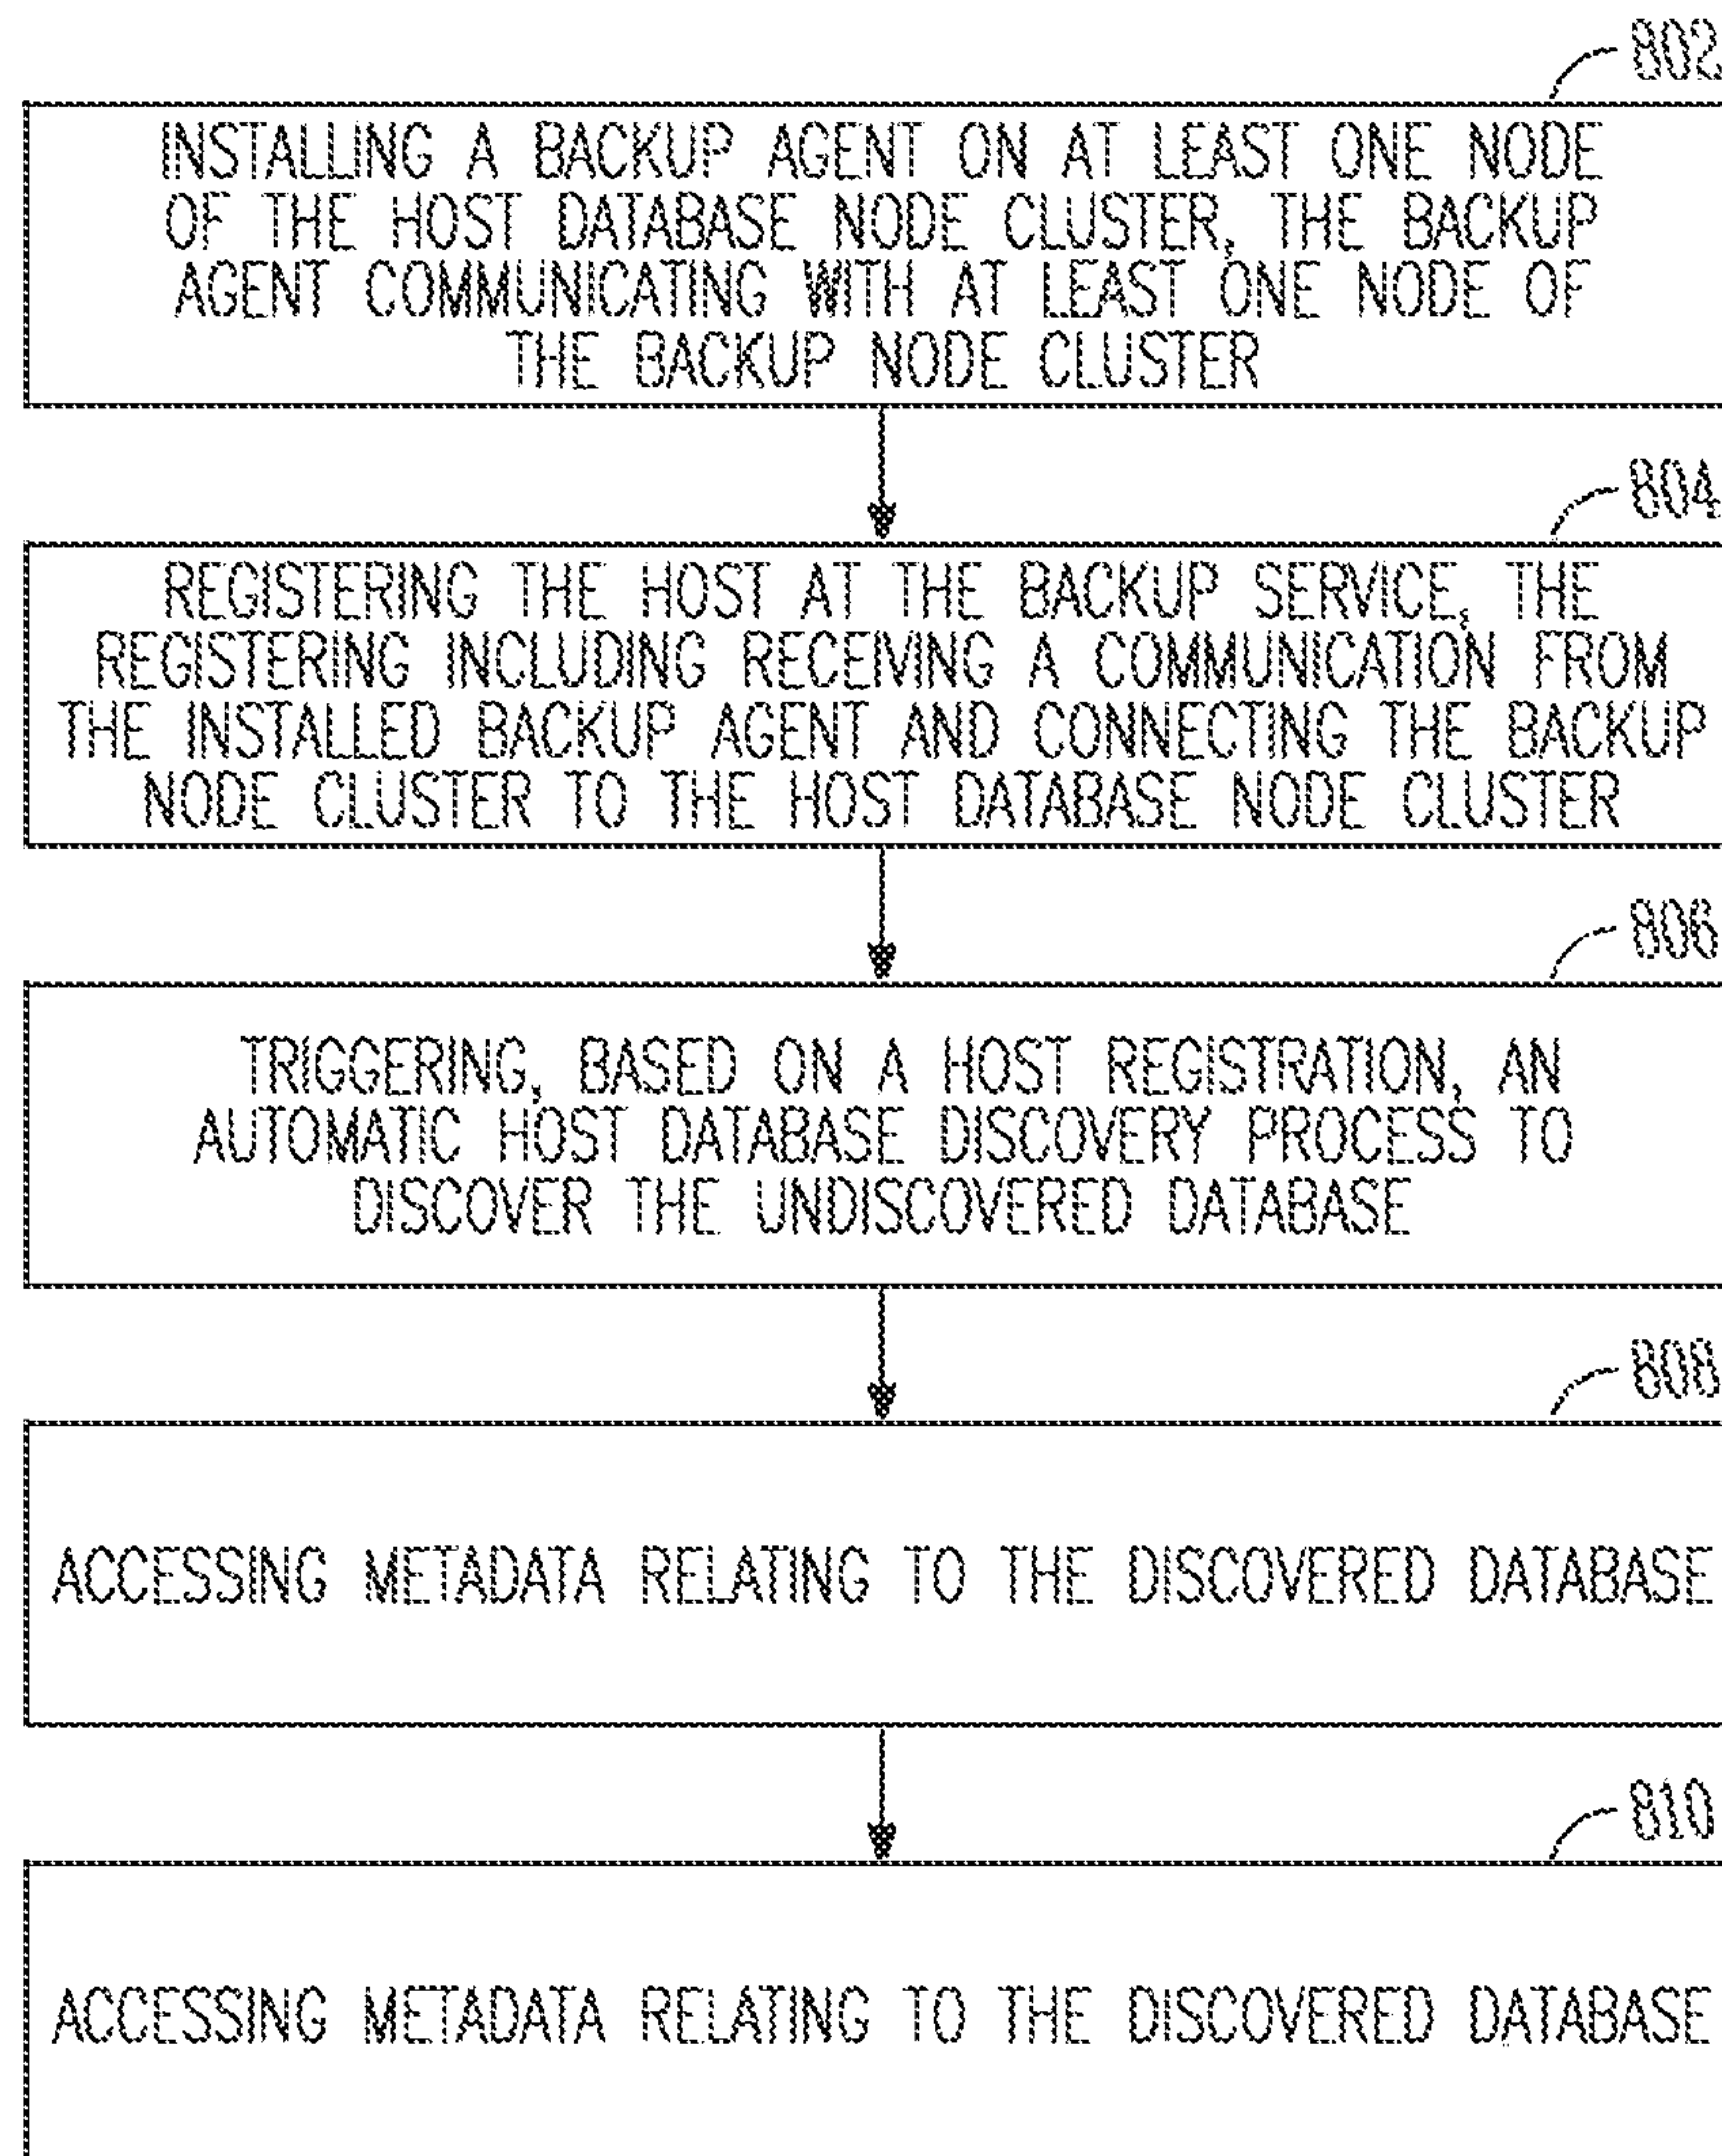 802
INSTALLING A BACKUP AGENT ON AT LEAST ONE NODE
OF THE HOST DATABASE NODE CLUSTER, THE BACKUP
AGENT COMMUNICATING WITH AT LEAST ONE NODE OF
THE BACKUP NODE CLUSTER
804
REGISTERING THE HOST AT THE BACKUP SERVICE, THE
REGISTERING INCLUDING RECEIVING A COMMUNICATION FROM
THE INSTALLED BACKUP AGENT AND CONNECTING THE BACKUP
NODE CLUSTER TO THE HOST DATABASE NODE CLUSTER
806
TRIGGERING, BASED ON A HOST REGISTRATION, AN
AUTOMATIC HOST DATABASE DISCOVERY PROCESS TO
DISCOVER THE UNDISCOVERED DATABASE
808
ACCESSING METADATA RELATING TO THE DISCOVERED DATABASE
810
ACCESSING METADATA RELATING TO THE DISCOVERED DATABASE